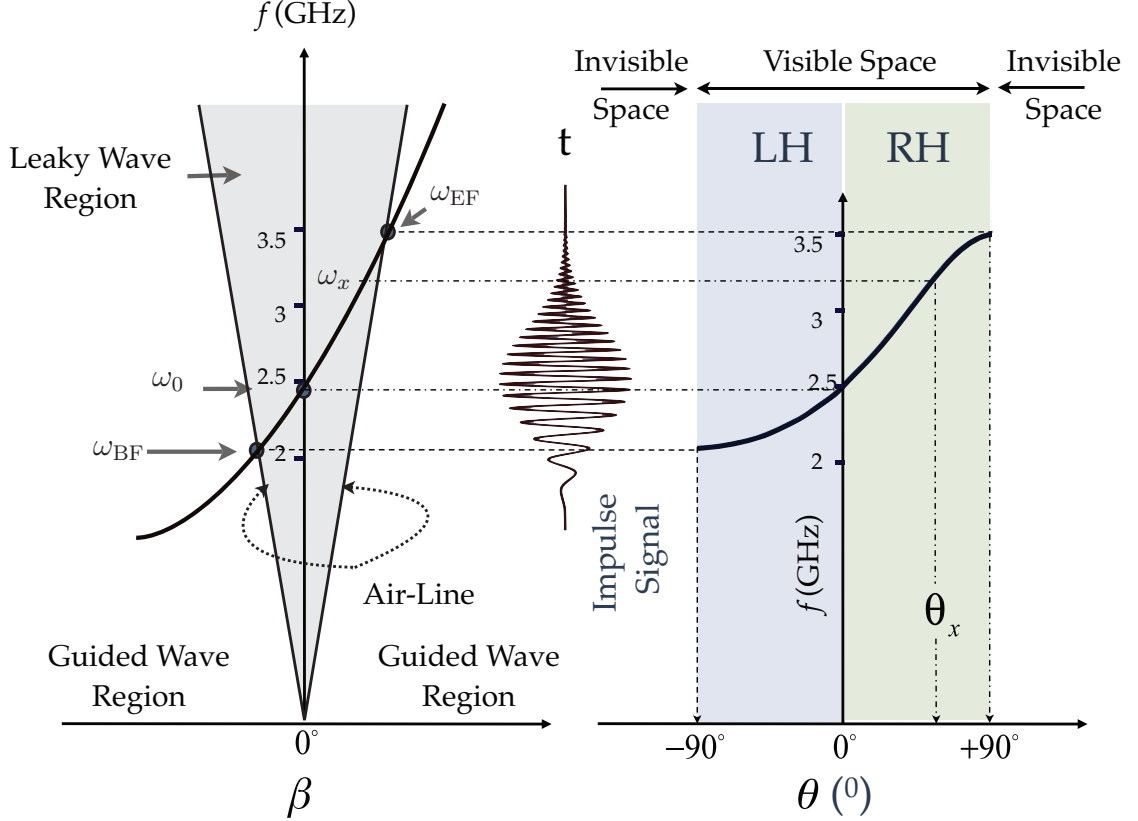 f (GHz)
Leaky Wave
Region
ω_EF
3.5
ω_x
3
2.5
ω_0
ω_BF
2
Air-Line
Guided Wave
Region
Guided Wave
Region
0°
β
t
Impulse
Signal
Invisible
Space
Visible Space
Invisible
Space
LH
RH
3.5
3
2.5
2
f (GHz)
θ_x
−90°
0°
+90°
θ (⁰)